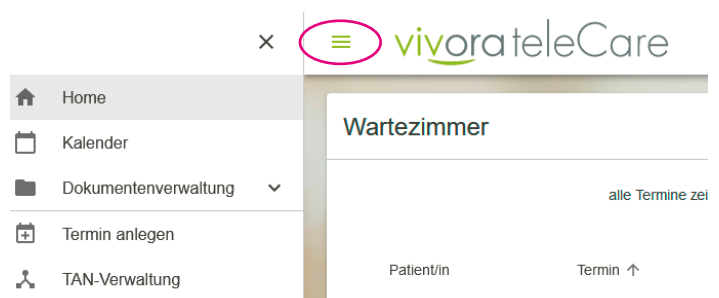 vivora teleCare
Home
Kalender
Dokumentenverwaltung
Termin anlegen
TAN-Verwaltung
Wartezimmer
alle Termine zei
Patient/in Termin